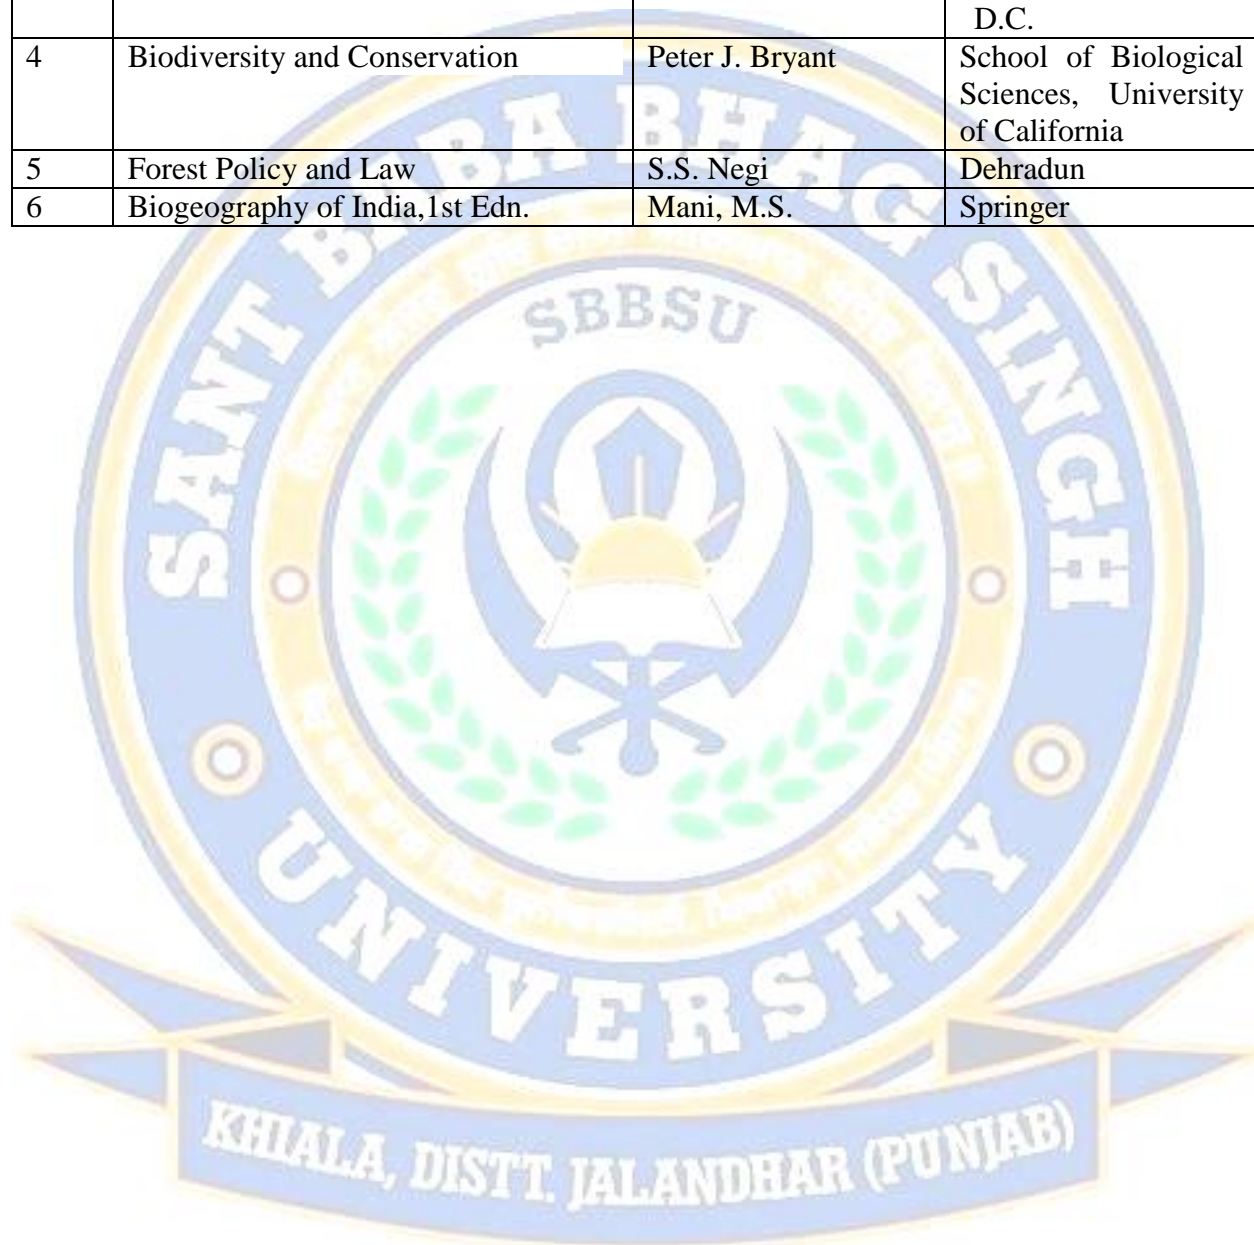 D.C.
4 Biodiversity and Conservation Peter J. Bryant School of Biological
Sciences, University
of California
5 Forest Policy and Law S.S. Negi Dehradun
6 Biogeography of India,1st Edn. Mani, M.S. Springer
SANT BABA BHAG SINGH
SBBSU
UNIVERSITY
KHIALA, DISTT. JALANDHAR (PUNJAB)